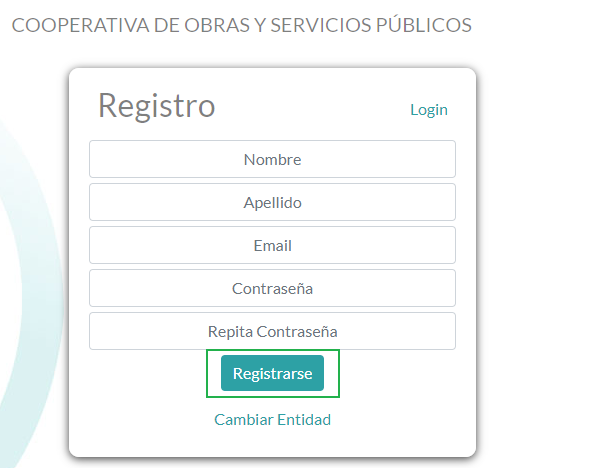 COOPERATIVA DE OBRAS Y SERVICIOS PÚBLICOS
Registro
Login
Nombre
Apellido
Email
Contraseña
Repita Contraseña
Registrarse
Cambiar Entidad